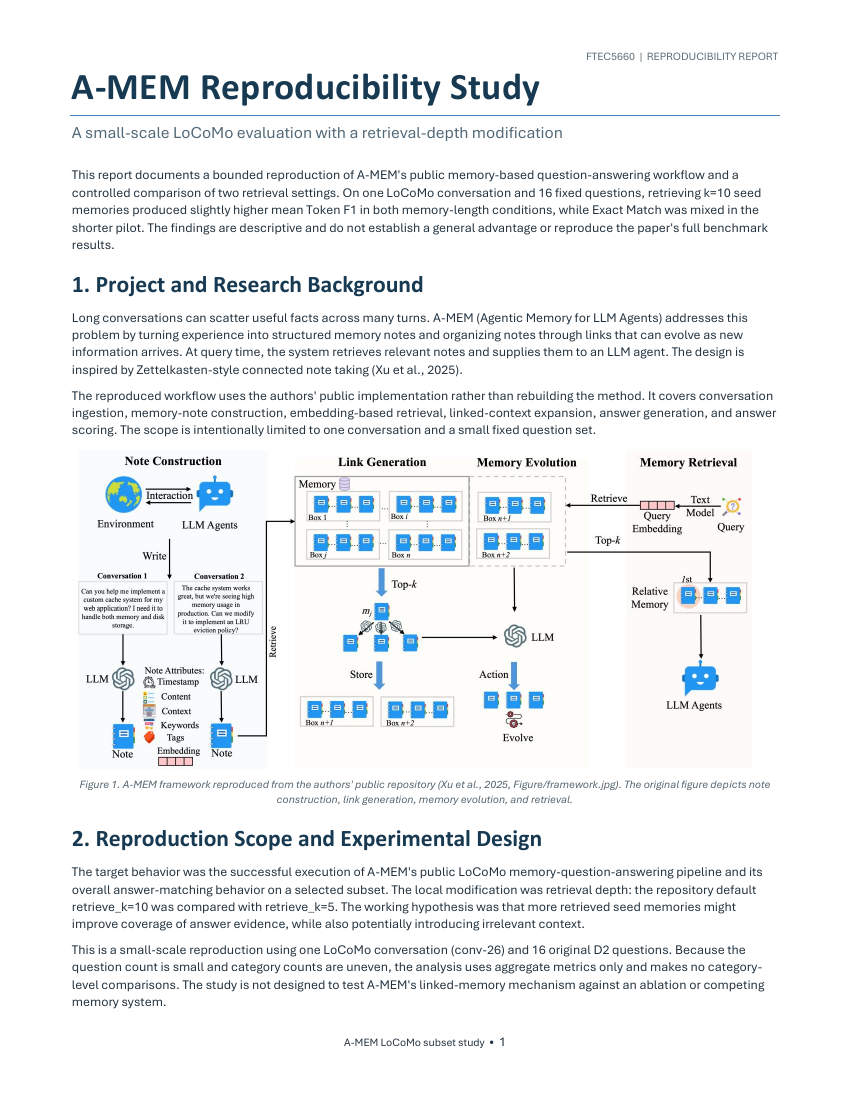 FTEC5660 | REPRODUCIBILITY REPORT
A-MEM Reproducibility Study
A small-scale LoCoMo evaluation with a retrieval-depth modification
This report documents a bounded reproduction of A-MEM's public memory-based question-answering workflow and a
controlled comparison of two retrieval settings. On one LoCoMo conversation and 16 fixed questions, retrieving k=10 seed
memories produced slightly higher mean Token F1 in both memory-length conditions, while Exact Match was mixed in the
shorter pilot. The findings are descriptive and do not establish a general advantage or reproduce the paper's full benchmark
results.
1. Project and Research Background
Long conversations can scatter useful facts across many turns. A-MEM (Agentic Memory for LLM Agents) addresses this
problem by turning experience into structured memory notes and organizing notes through links that can evolve as new
information arrives. At query time, the system retrieves relevant notes and supplies them to an LLM agent. The design is
inspired by Zettelkasten-style connected note taking (Xu et al., 2025).
The reproduced workflow uses the authors' public implementation rather than rebuilding the method. It covers conversation
ingestion, memory-note construction, embedding-based retrieval, linked-context expansion, answer generation, and answer
scoring. The scope is intentionally limited to one conversation and a small fixed question set.
Note Construction
Interaction
Environment
LLM Agents
Write
Conversation 1
Can you help me implement a
custom cache system for my
web application? I need it to
handle both memory and disk
storage.
Conversation 2
The cache system works
great, but we're seeing high
memory usage in
production. Can we modify
it to implement an LRU
eviction policy?
LLM
Note Attributes:
Timestamp
Content
Context
Keywords
Tags
Embedding
LLM
Note
Note
Retrieve
Link Generation
Memory
Box 1
Box i
Box j
Box n
Top-k
mj
Store
Box n+1
Box n+2
Memory Evolution
Box n+1
Box n+2
LLM
Action
Evolve
Memory Retrieval
Retrieve
Query
Embedding
Text
Model
Query
Top-k
1st
Relative
Memory
LLM Agents
Figure 1. A-MEM framework reproduced from the authors' public repository (Xu et al., 2025, Figure/framework.jpg). The original figure depicts note
construction, link generation, memory evolution, and retrieval.
2. Reproduction Scope and Experimental Design
The target behavior was the successful execution of A-MEM's public LoCoMo memory-question-answering pipeline and its
overall answer-matching behavior on a selected subset. The local modification was retrieval depth: the repository default
retrieve_k=10 was compared with retrieve_k=5. The working hypothesis was that more retrieved seed memories might
improve coverage of answer evidence, while also potentially introducing irrelevant context.
This is a small-scale reproduction using one LoCoMo conversation (conv-26) and 16 original D2 questions. Because the
question count is small and category counts are uneven, the analysis uses aggregate metrics only and makes no category-
level comparisons. The study is not designed to test A-MEM's linked-memory mechanism against an ablation or competing
memory system.
A-MEM LoCoMo subset study • 1